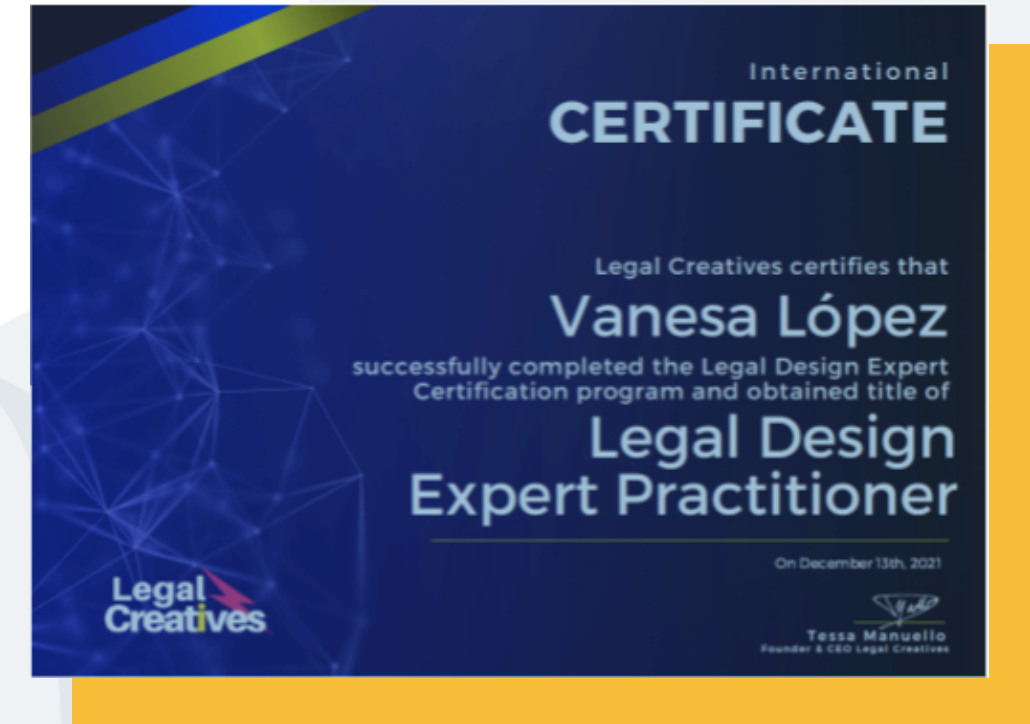 International
CERTIFICATE
Legal Creatives certifies that
Vanesa López
successfully completed the Legal Design Expert
Certification program and obtained title of
Legal Design
Expert Practitioner
On December 13th, 2021
Legal
Creatives
Tessa Manuello
Founder & CEO Legal Creatives